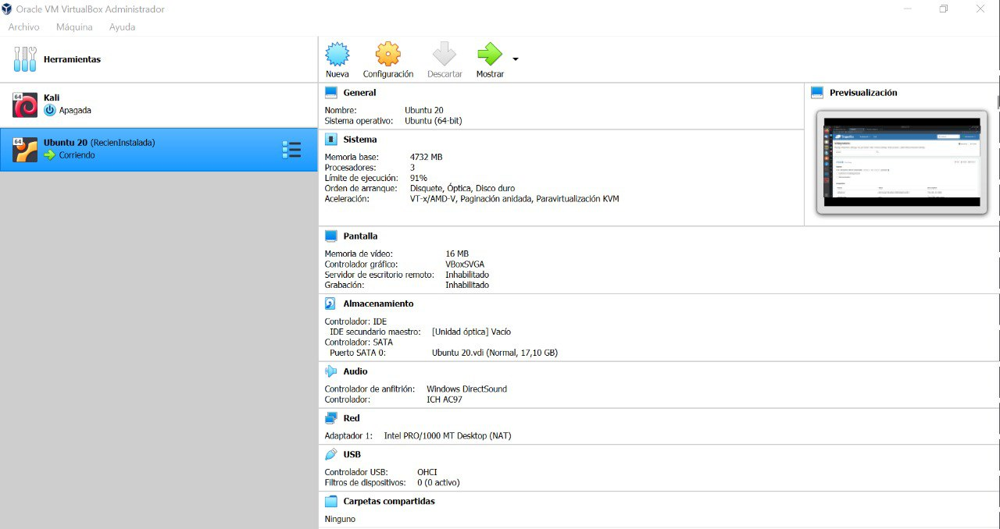 Oracle VM VirtualBox Administrador
Archivo Máquina Ayuda
Herramientas
Nueva Configuración Descartar Mostrar
64
Kali
Apagada
64
Ubuntu 20 (RecienInstalada)
Corriendo
General
Nombre: Ubuntu 20
Sistema operativo: Ubuntu (64-bit)
Previsualización
Sistema
Memoria base: 4732 MB
Procesadores: 3
Límite de ejecución: 91%
Orden de arranque: Disquete, Óptica, Disco duro
Aceleración: VT-x/AMD-V, Paginación anidada, Paravirtualización KVM
Pantalla
Memoria de vídeo: 16 MB
Controlador gráfico: VBoxSVGA
Servidor de escritorio remoto: Inhabilitado
Grabación: Inhabilitado
Almacenamiento
Controlador: IDE
IDE secundario maestro: [Unidad óptica] Vacío
Controlador: SATA
Puerto SATA 0: Ubuntu 20.vdi (Normal, 17,10 GB)
Audio
Controlador de anfitrión: Windows DirectSound
Controlador: ICH AC97
Red
Adaptador 1: Intel PRO/1000 MT Desktop (NAT)
USB
Controlador USB: OHCI
Filtros de dispositivos: 0 (0 activo)
Carpetas compartidas
Ninguno